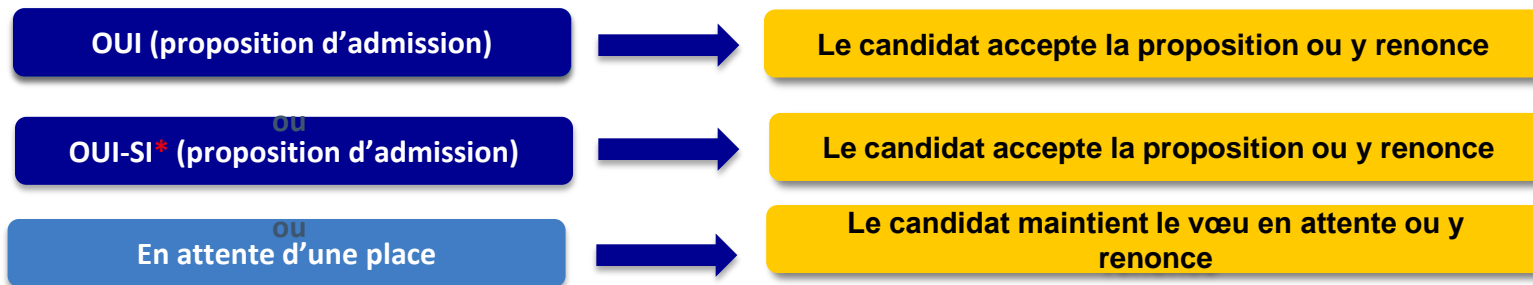 OUI (proposition d’admission)
Le candidat accepte la proposition ou y renonce
ou
OUI-SI* (proposition d’admission)
Le candidat accepte la proposition ou y renonce
ou
En attente d’une place
Le candidat maintient le vœu en attente ou y
renonce